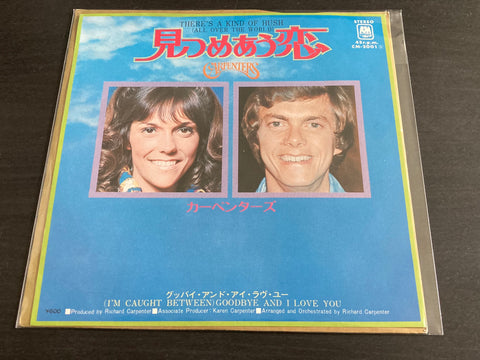 THERE'S A KIND OF HUSH
(ALL OVER THE WORLD)
見つめあう恋
CARPENTERS
STEREO
45r.p.m.
CM-2001
カーペンターズ
グッバイ・アンド・アイ・ラヴ・ユー
(I'M CAUGHT BETWEEN) GOODBYE AND I LOVE YOU
¥600 ■Produced by Richard Carpenter ■Associate Producer: Karen Carpenter ■Arranged and Orchestrated by Richard Carpenter